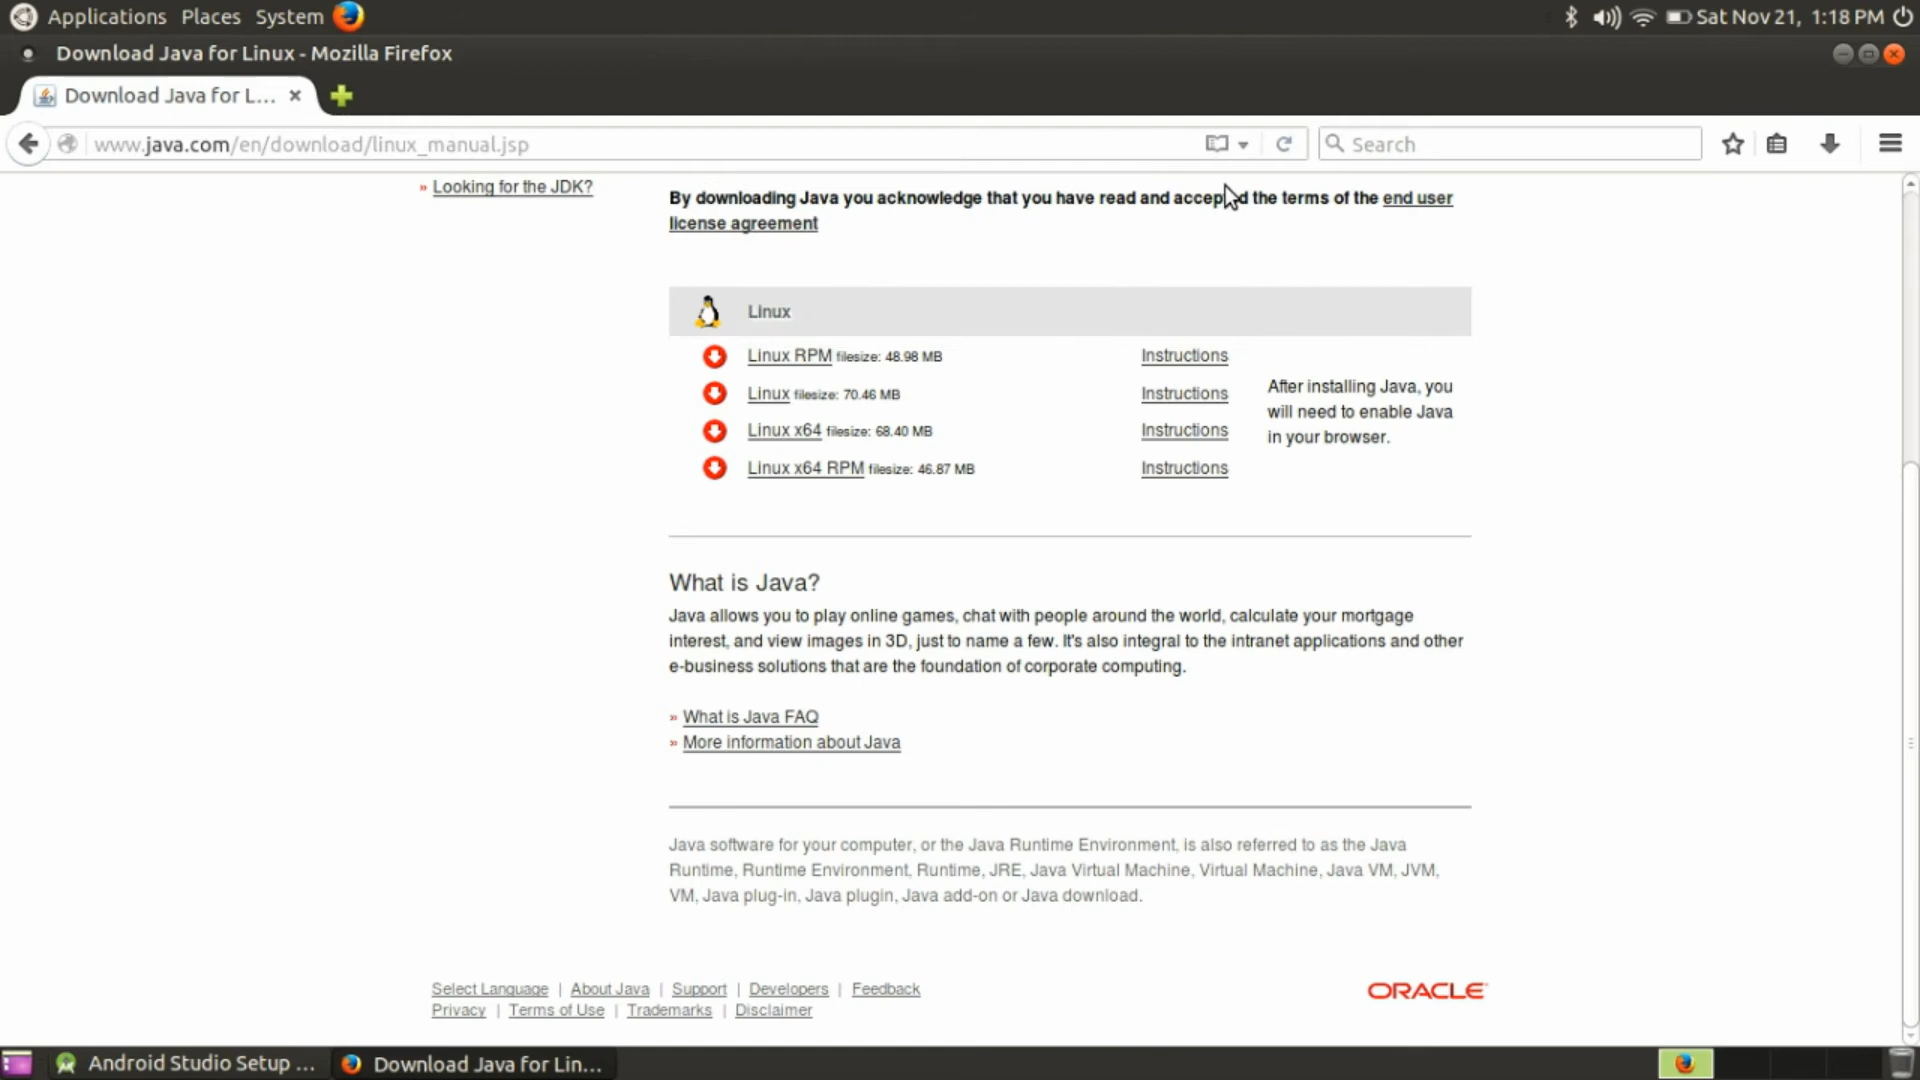 Applications Places System
Sat Nov 21, 1:18 PM
Download Java for Linux - Mozilla Firefox
Download Java for L...
www.java.com/en/download/linux_manual.jsp
Search
» Looking for the JDK?
By downloading Java you acknowledge that you have read and accepted the terms of the end user
license agreement
Linux
Linux RPM filesize: 48.98 MB Instructions
Linux filesize: 70.46 MB Instructions
Linux x64 filesize: 68.40 MB Instructions
Linux x64 RPM filesize: 46.87 MB Instructions
After installing Java, you
will need to enable Java
in your browser.
What is Java?
Java allows you to play online games, chat with people around the world, calculate your mortgage
interest, and view images in 3D, just to name a few. It's also integral to the intranet applications and other
e-business solutions that are the foundation of corporate computing.
» What is Java FAQ
» More information about Java
Java software for your computer, or the Java Runtime Environment, is also referred to as the Java
Runtime, Runtime Environment, Runtime, JRE, Java Virtual Machine, Virtual Machine, Java VM, JVM,
VM, Java plug-in, Java plugin, Java add-on or Java download.
Select Language | About Java | Support | Developers | Feedback
Privacy | Terms of Use | Trademarks | Disclaimer
ORACLE
Android Studio Setup ...
Download Java for Lin...